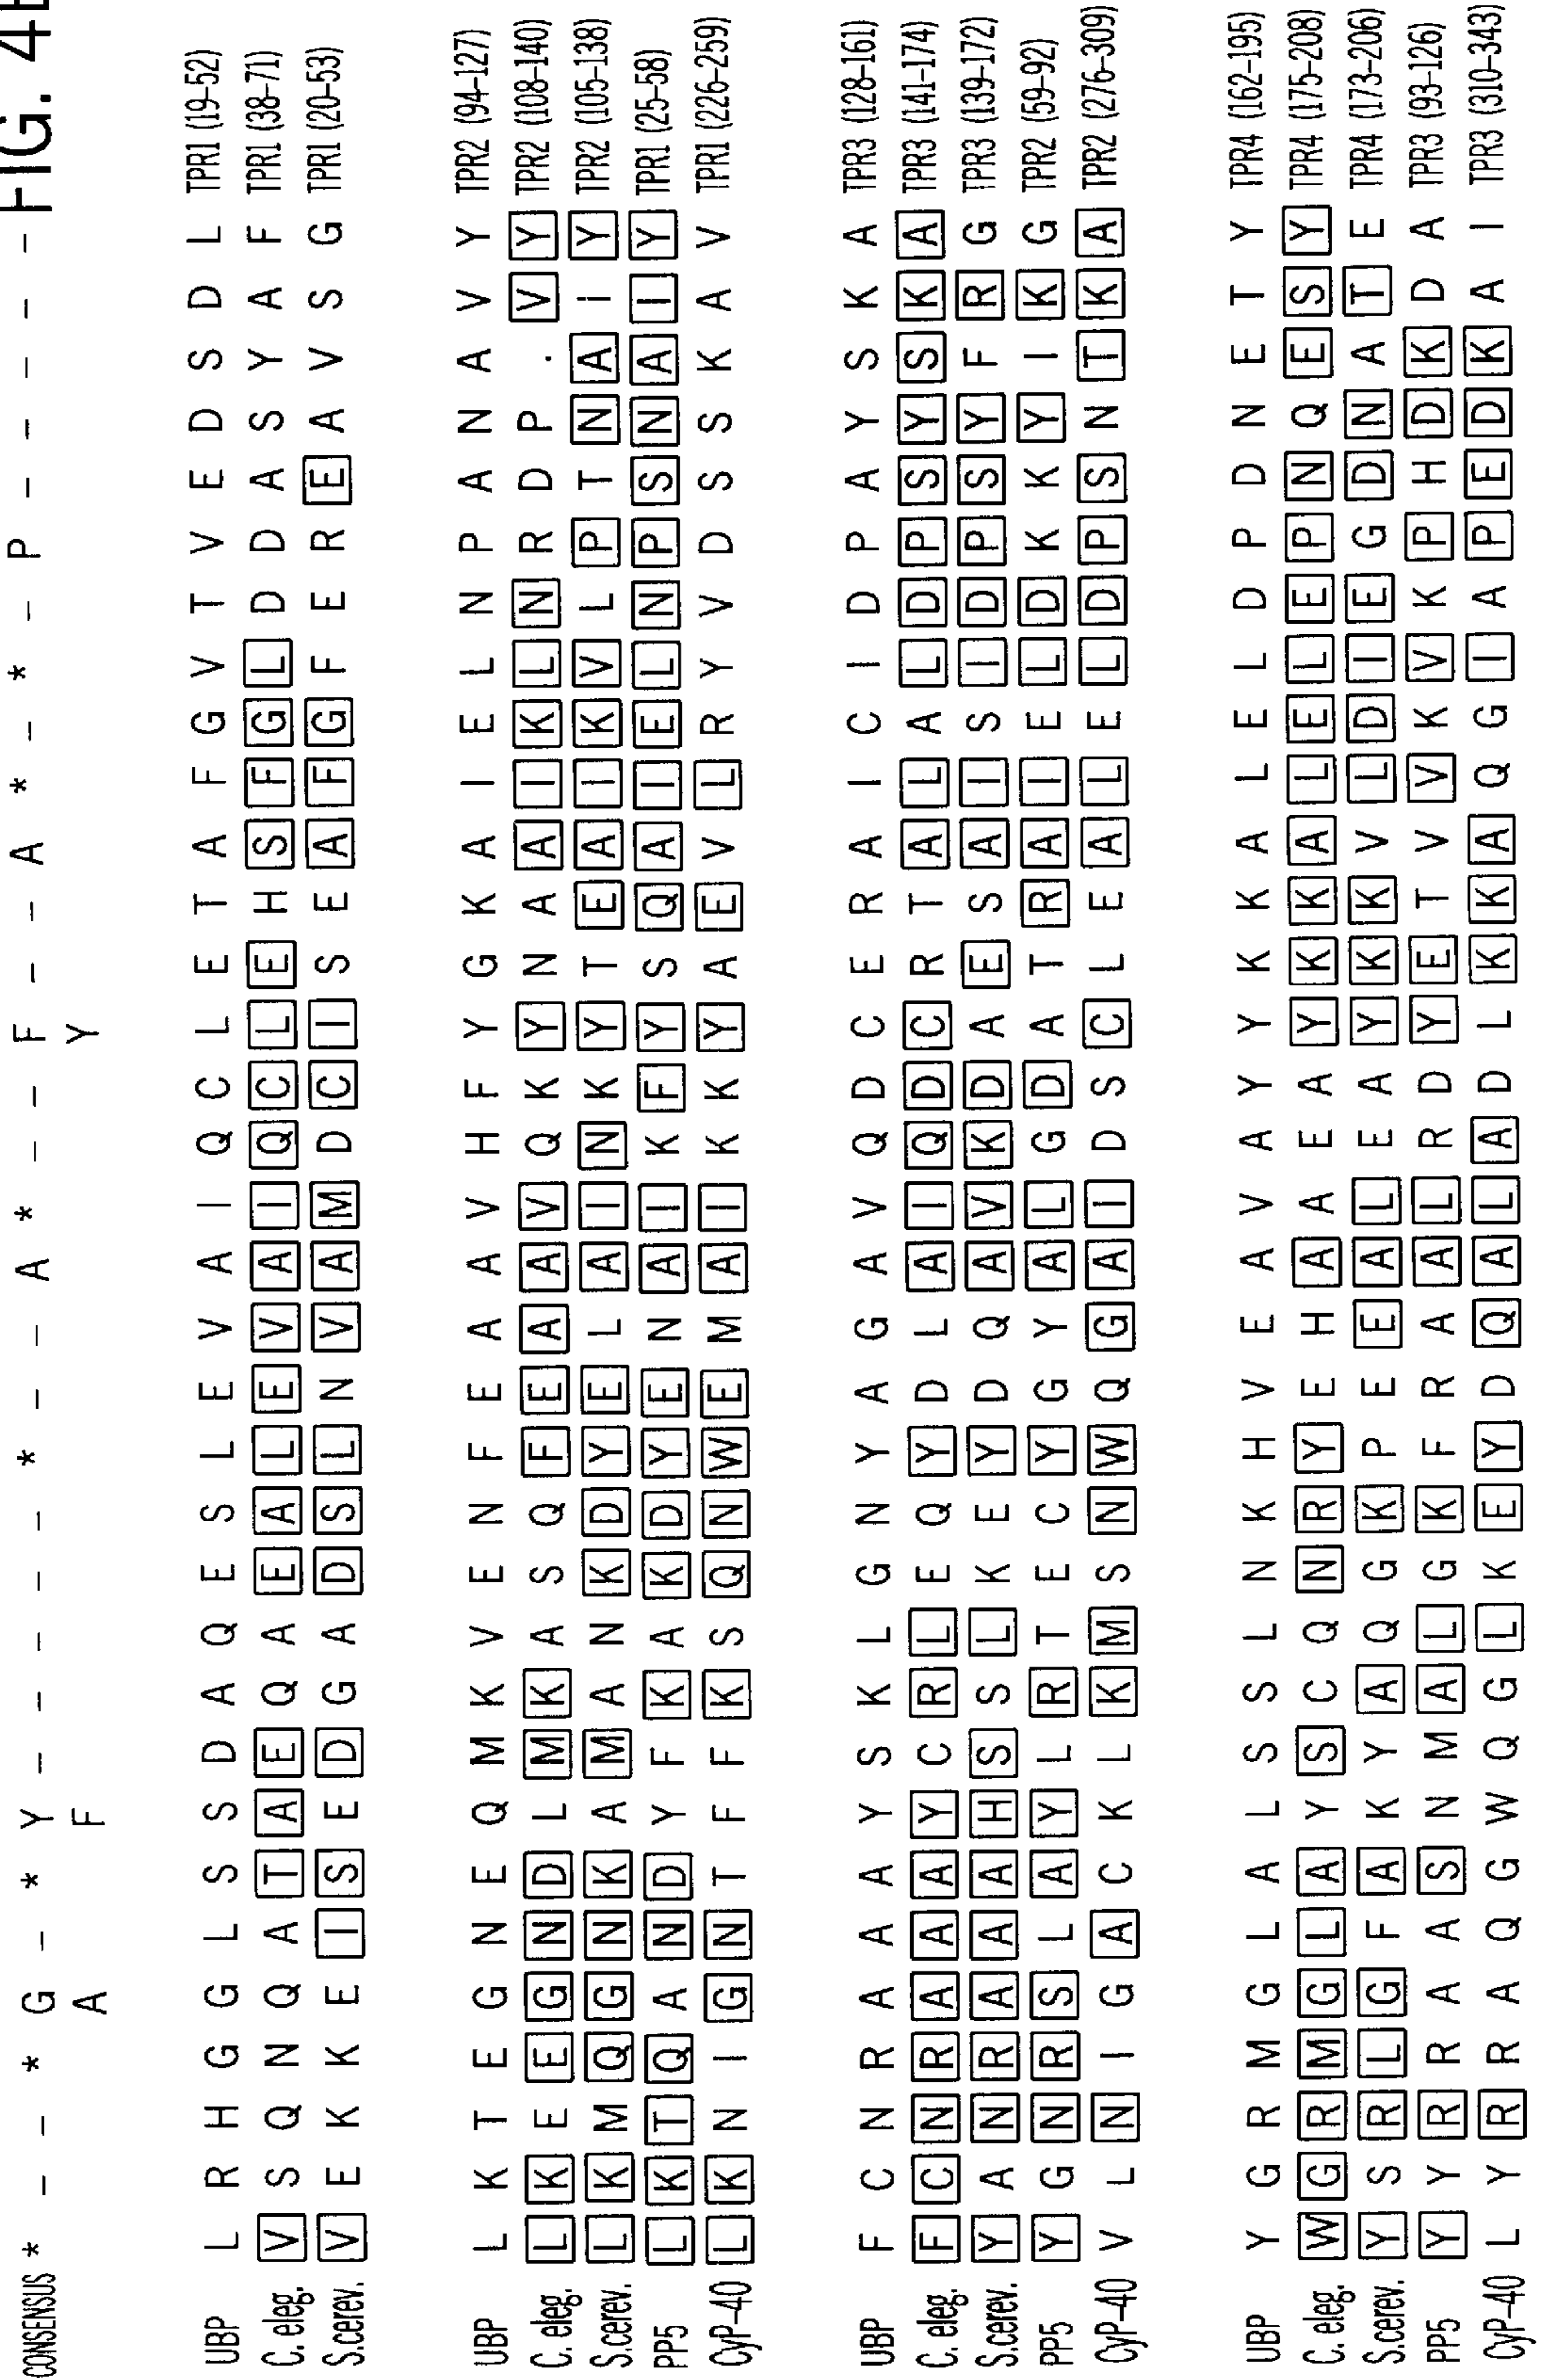 FIG. 4B
CONSENSUS * - - * G - * Y - - - - - * - - A * - - - F - - A * - * - P - - - - -
A F Y
UBP L R H G G L S S D A Q E S L E V A I Q C L E T A F G V T V E D S D L TPR1 (19-52)
C. eleg. V S Q N Q A T A E Q A E A L E V A I Q C L E H S F G L D D A S Y A F TPR1 (38-71)
S.cerev. V E K K E I S E D G A D S L N V A M D C I S E A F G F E R E A V S G TPR1 (20-53)
UBP L K T E G N E Q M K V E N F E A A V H F Y G K A I E L N P A N A V Y TPR2 (94-127)
C. eleg. L K E E G N D L M K A S Q F E A A V Q K Y N A A I K L N R D P . V Y TPR2 (108-140)
S.cerev. L K M Q G N K A M A N K D Y E L A I N K Y T E A I K V L P T N A I Y TPR2 (105-138)
PP5 L K T Q A N D Y F K A K D Y E N A I K F Y S Q A I E L N P S N A I Y TPR1 (25-58)
CyP-40 L K N I G N T F F K S Q N W E M A I K K Y A E V L R Y V D S S K A V TPR1 (226-259)
UBP F C N R A A A Y S K L G N Y A G A V Q D C E R A I C I D P A Y S K A TPR3 (128-161)
C. eleg. F C N R A A A Y C R L E Q Y D L A I Q D C R T A L A L D P S Y S K A TPR3 (141-174)
S.cerev. Y A N R A A A H S S L K E Y D Q A V K D A E S A I S I D P S Y F R G TPR3 (139-172)
PP5 Y G N R S L A Y L R T E C Y G Y A L G D A T R A I E L D K K Y I K G TPR2 (59-92)
CyP-40 V L N I G A C K L K M S N W Q G A I D S C L E A L E L D P S N T K A TPR2 (276-309)
UBP Y G R M G L A L S S L N K H V E A V A Y Y K K A L E L D P D N E T Y TPR4 (162-195)
C. eleg. W G R M G L A Y S C Q N R Y E H A A E A Y K K A L E L E P N Q E S Y TPR4 (175-208)
S.cerev. Y S R L G F A K Y A Q G K P E E A L E A Y K K V L D I E G D N A T E TPR4 (173-206)
PP5 Y Y R R A A S N M A L G K F R A A L R D Y E T V V K V K P H D K D A TPR3 (93-126)
CyP-40 L Y R R A Q G W Q G L K E Y D Q A L A D L K K A Q G I A P E D K A I TPR3 (310-343)